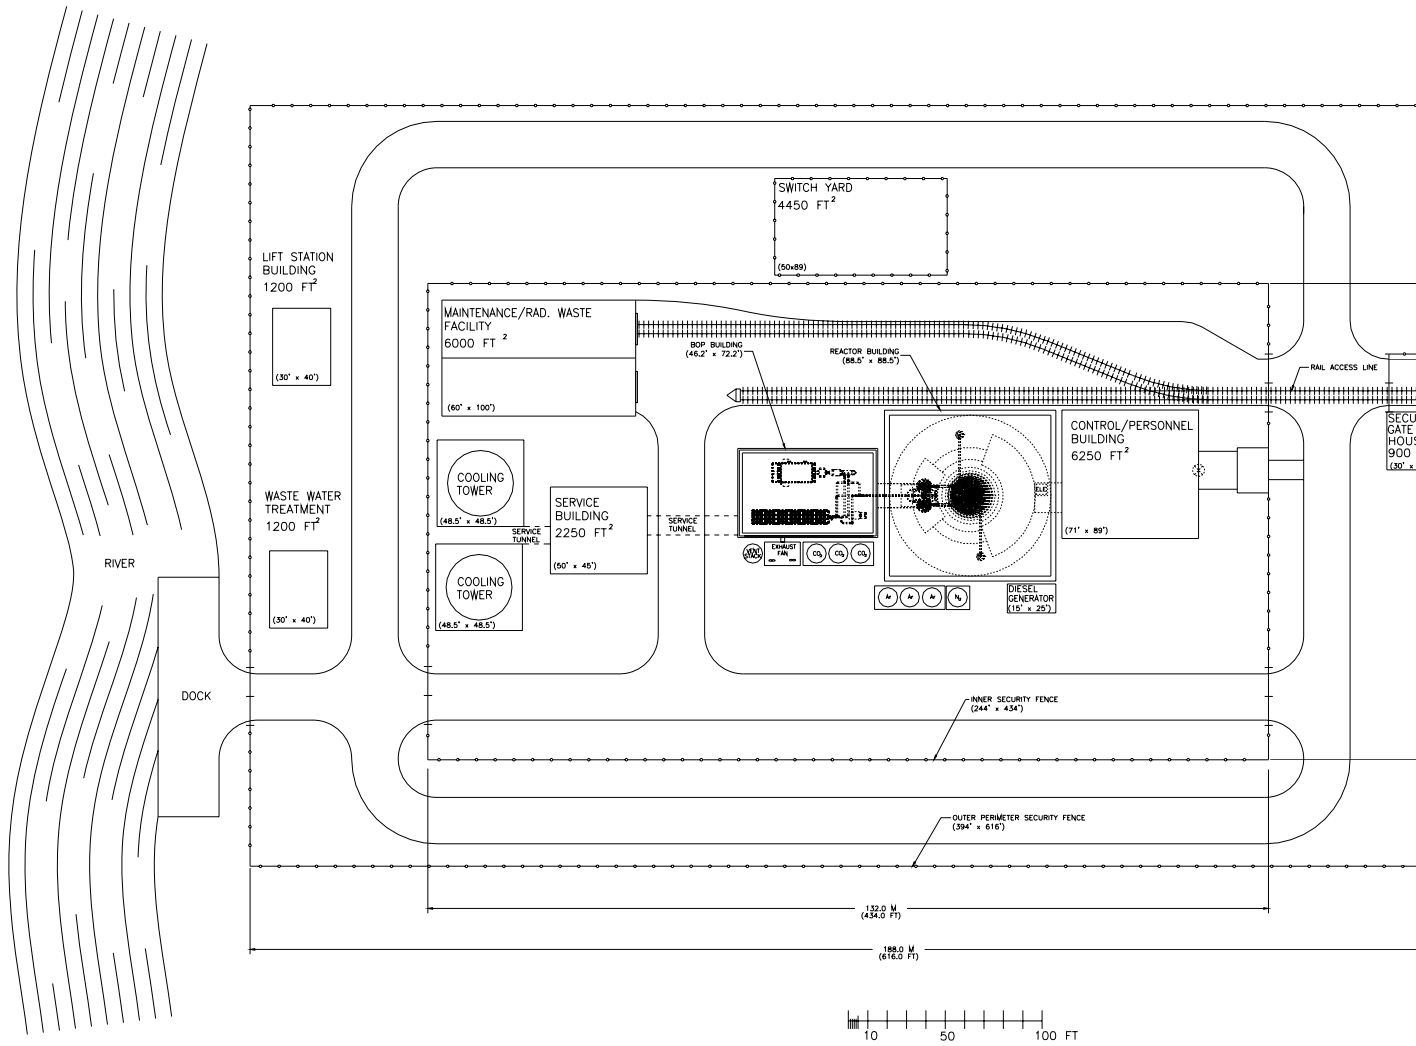 SWITCH YARD
4450 FT²
(50x89)
LIFT STATION
BUILDING
1200 FT²
(30' x 40')
MAINTENANCE/RAD. WASTE
FACILITY
6000 FT²
(60' x 100')
BOP BUILDING
(46.2' x 72.2')
REACTOR BUILDING
(88.5' x 88.5')
RAIL ACCESS LINE
SECU
GATE
HOUS
900
(30' x
CONTROL/PERSONNEL
BUILDING
6250 FT²
(71' x 89')
ELE
COOLING
TOWER
(48.5' x 48.5')
SERVICE
BUILDING
2250 FT²
(50' x 45')
SERVICE
TUNNEL
SERVICE
TUNNEL
WASTE WATER
TREATMENT
1200 FT²
(30' x 40')
VENT
STACK
EXHAUST
FAN
CO₂
CO₂
CO₂
COOLING
TOWER
(48.5' x 48.5')
Ar
Ar
Ar
N₂
DIESEL
GENERATOR
(15' x 25')
RIVER
DOCK
INNER SECURITY FENCE
(244' x 434')
OUTER PERIMETER SECURITY FENCE
(394' x 616')
132.0 M
(434.0 FT)
188.0 M
(616.0 FT)
10 50 100 FT